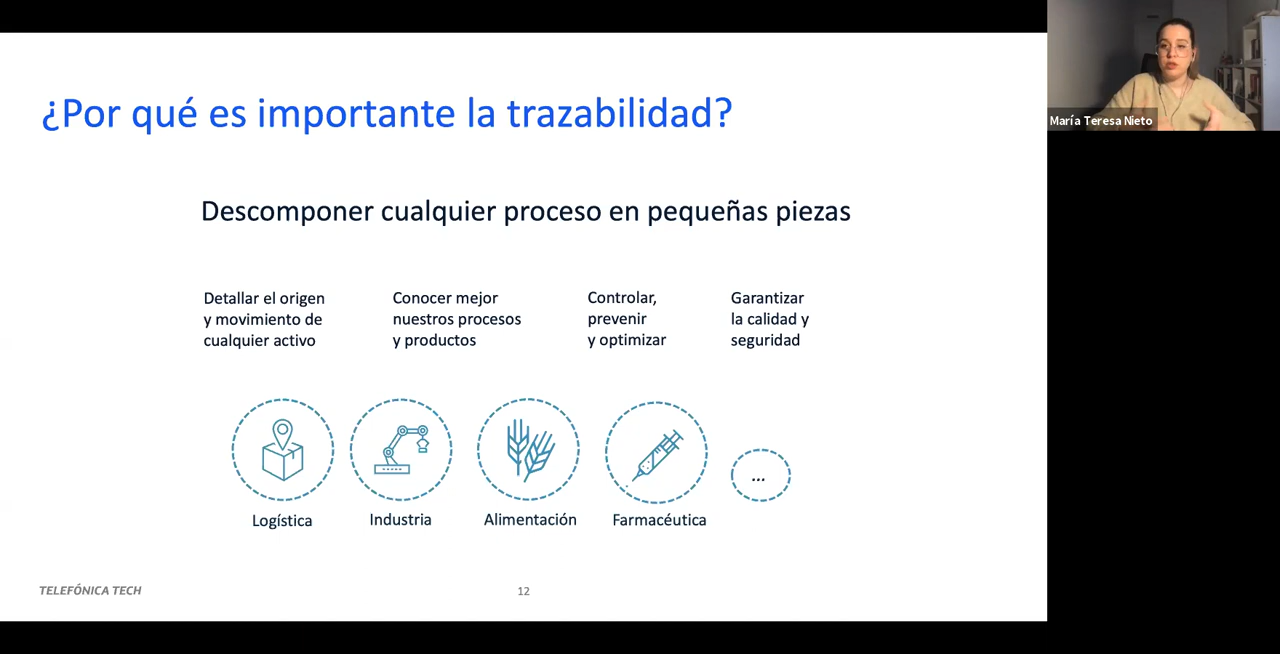 ¿Por qué es importante la trazabilidad?
María Teresa Nieto
Descomponer cualquier proceso en pequeñas piezas
Detallar el origen
y movimiento de
cualquier activo
Conocer mejor
nuestros procesos
y productos
Controlar,
prevenir
y optimizar
Garantizar
la calidad y
seguridad
...
Logística
Industria
Alimentación
Farmacéutica
TELEFÓNICA TECH
12